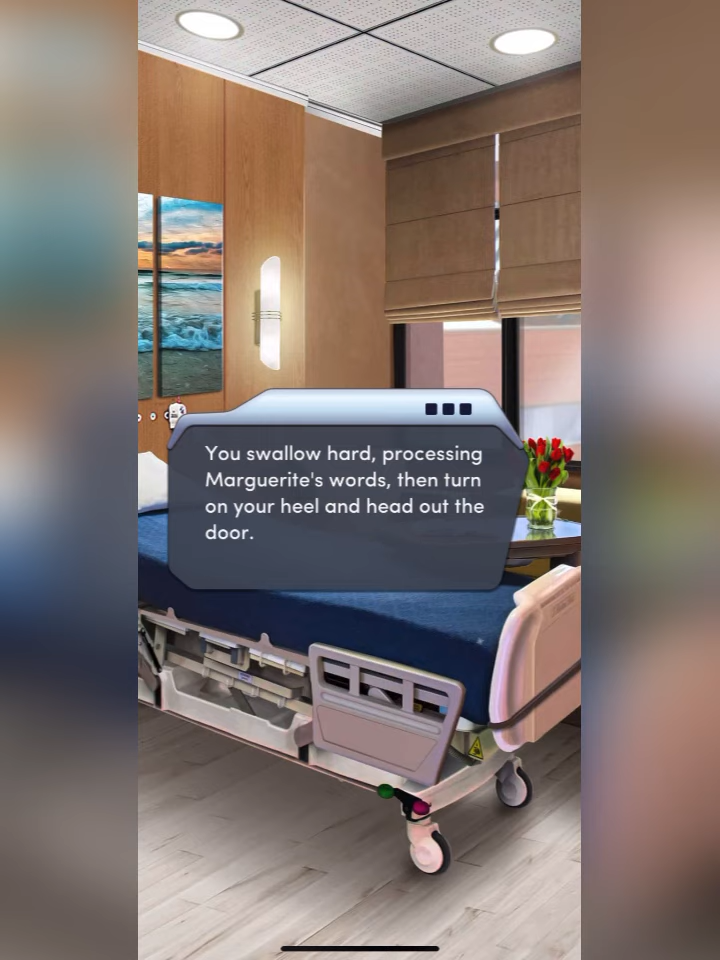 You swallow hard, processing
Marguerite's words, then turn
on your heel and head out the
door.